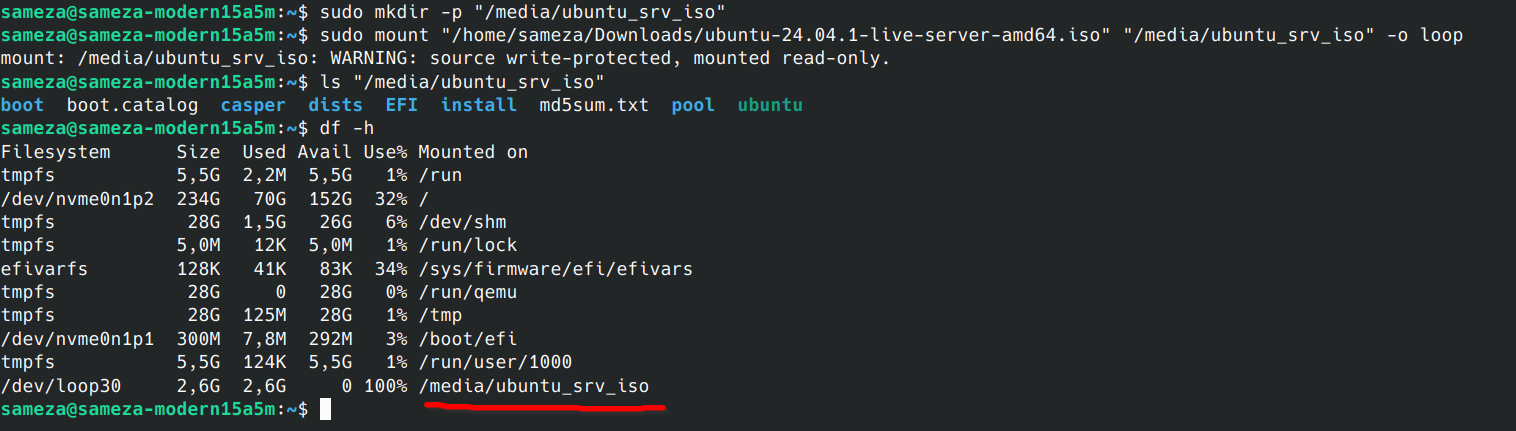 sameza@sameza-modern15a5m:~$ sudo mkdir -p "/media/ubuntu_srv_iso"
sameza@sameza-modern15a5m:~$ sudo mount "/home/sameza/Downloads/ubuntu-24.04.1-live-server-amd64.iso" "/media/ubuntu_srv_iso" -o loop
mount: /media/ubuntu_srv_iso: WARNING: source write-protected, mounted read-only.
sameza@sameza-modern15a5m:~$ ls "/media/ubuntu_srv_iso"
boot  boot.catalog  casper  dists  EFI  install  md5sum.txt  pool  ubuntu
sameza@sameza-modern15a5m:~$ df -h
Filesystem      Size  Used Avail Use% Mounted on
tmpfs           5,5G  2,2M  5,5G   1% /run
/dev/nvme0n1p2  234G   70G  152G  32% /
tmpfs            28G  1,5G   26G   6% /dev/shm
tmpfs           5,0M   12K  5,0M   1% /run/lock
efivarfs        128K   41K   83K  34% /sys/firmware/efi/efivars
tmpfs            28G     0   28G   0% /run/qemu
tmpfs            28G  125M   28G   1% /tmp
/dev/nvme0n1p1  300M  7,8M  292M   3% /boot/efi
tmpfs           5,5G  124K  5,5G   1% /run/user/1000
/dev/loop30     2,6G  2,6G     0 100% /media/ubuntu_srv_iso
sameza@sameza-modern15a5m:~$